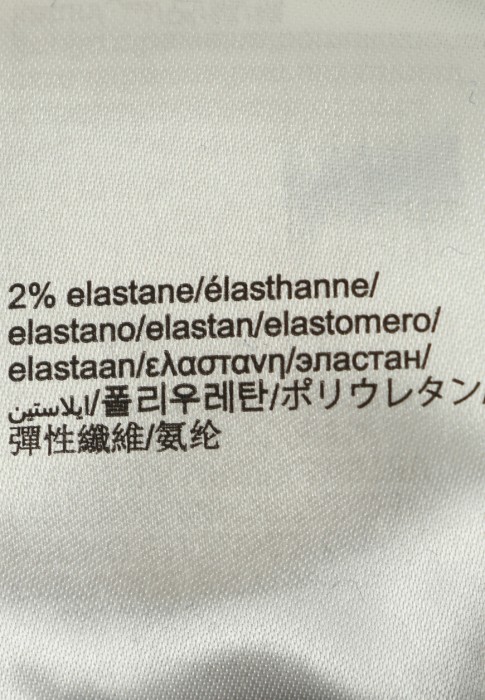 2% elastane/élasthanne/
elastano/elastan/elastomero/
elastaan/ελαστανη/эластан/
ايلاستين/폴리우레탄/ポリウレタン/
彈性纖維/氨纶